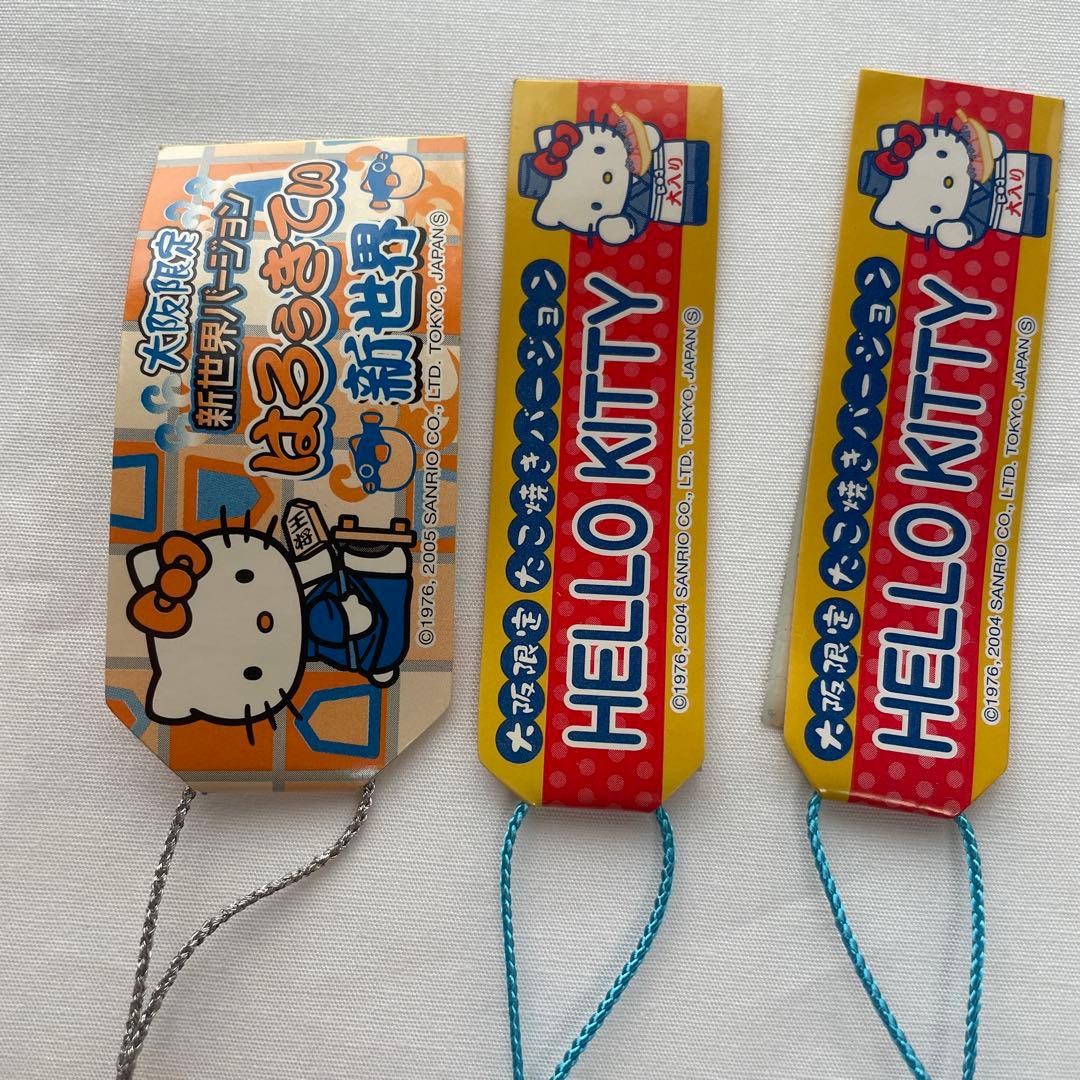 大阪限定
新世界バージョン
はろうきてぃ
新世界
©1976, 2005 SANRIO CO., LTD. TOKYO, JAPAN Ⓢ
王将
大阪限定 たこ焼きバージョン
HELLO KITTY
©1976, 2004 SANRIO CO., LTD. TOKYO, JAPAN Ⓢ
大入り
大阪限定 たこ焼きバージョン
HELLO KITTY
©1976, 2004 SANRIO CO., LTD. TOKYO, JAPAN Ⓢ
大入り